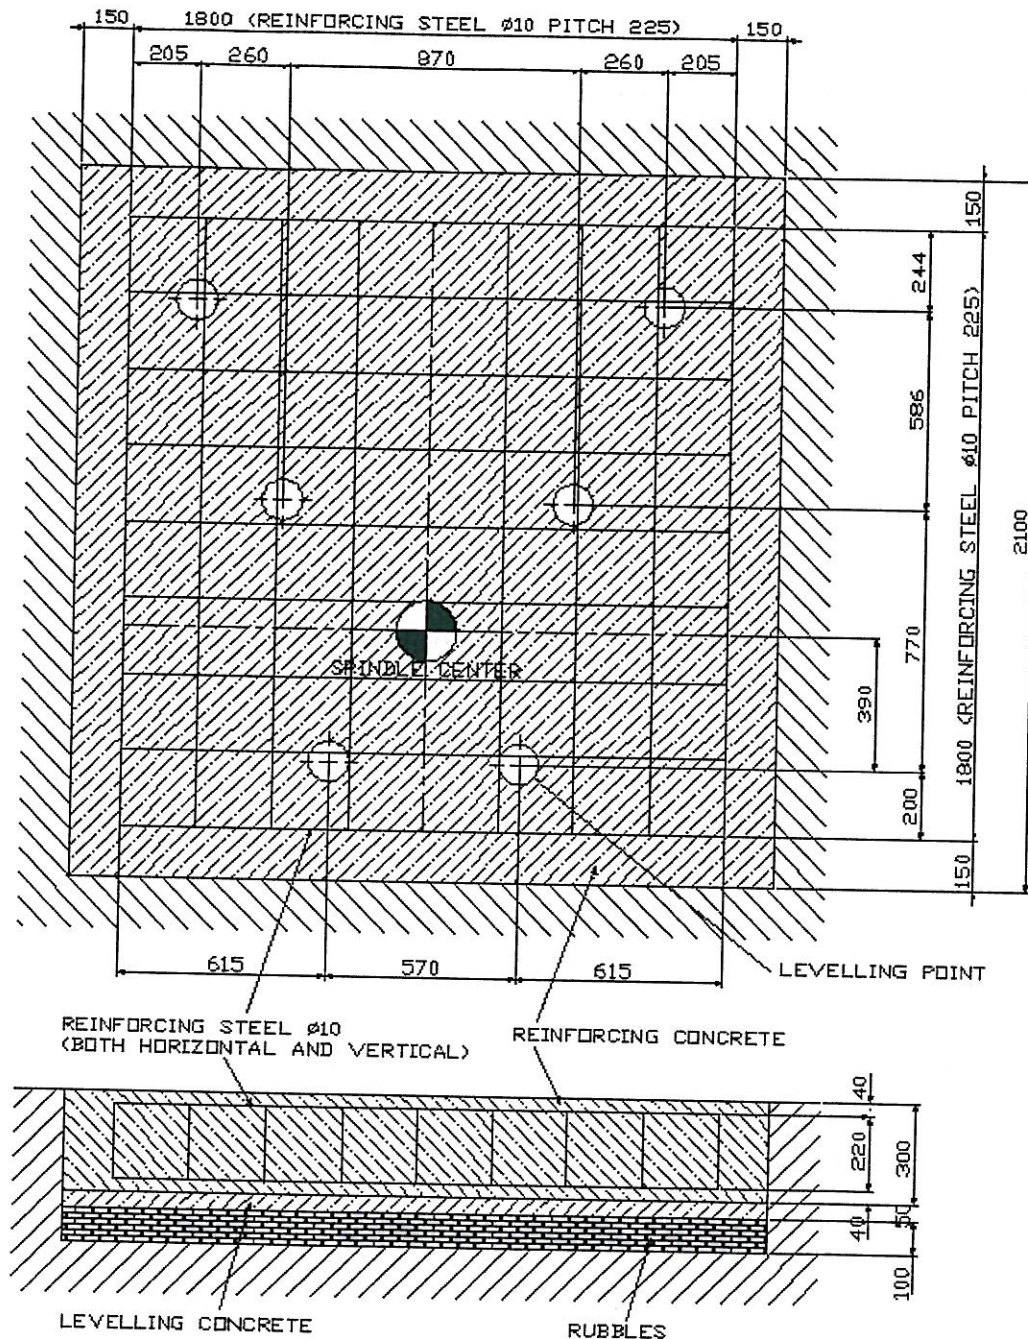 150
1800 (REINFORCING STEEL ø10 PITCH 225)
150
205
260
870
260
205
150
244
586
1800 (REINFORCING STEEL ø10 PITCH 225)
2100
770
390
SPINDLE CENTER
200
150
615
570
615
LEVELLING POINT
REINFORCING STEEL ø10
(BOTH HORIZONTAL AND VERTICAL)
REINFORCING CONCRETE
40
220
300
40
50
100
LEVELLING CONCRETE
RUBBLES